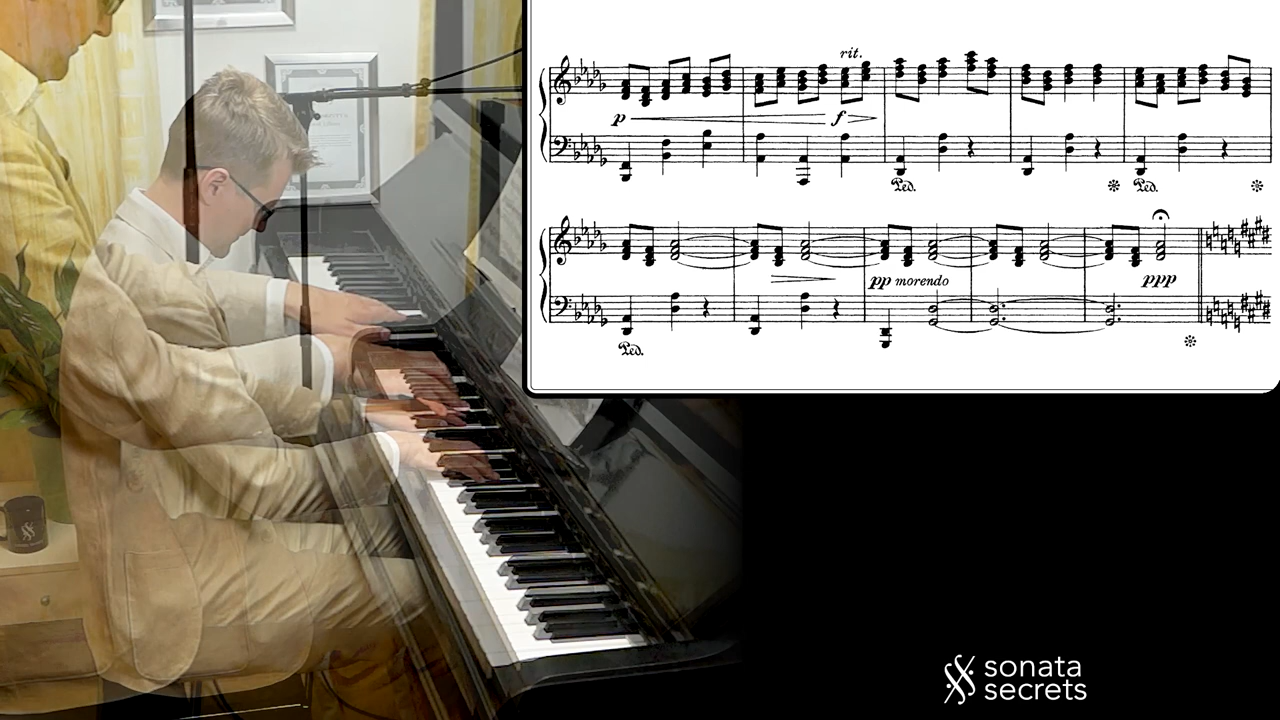 rit.
p f
Ped. Ped.
pp morendo ppp
Ped.
sonata
secrets